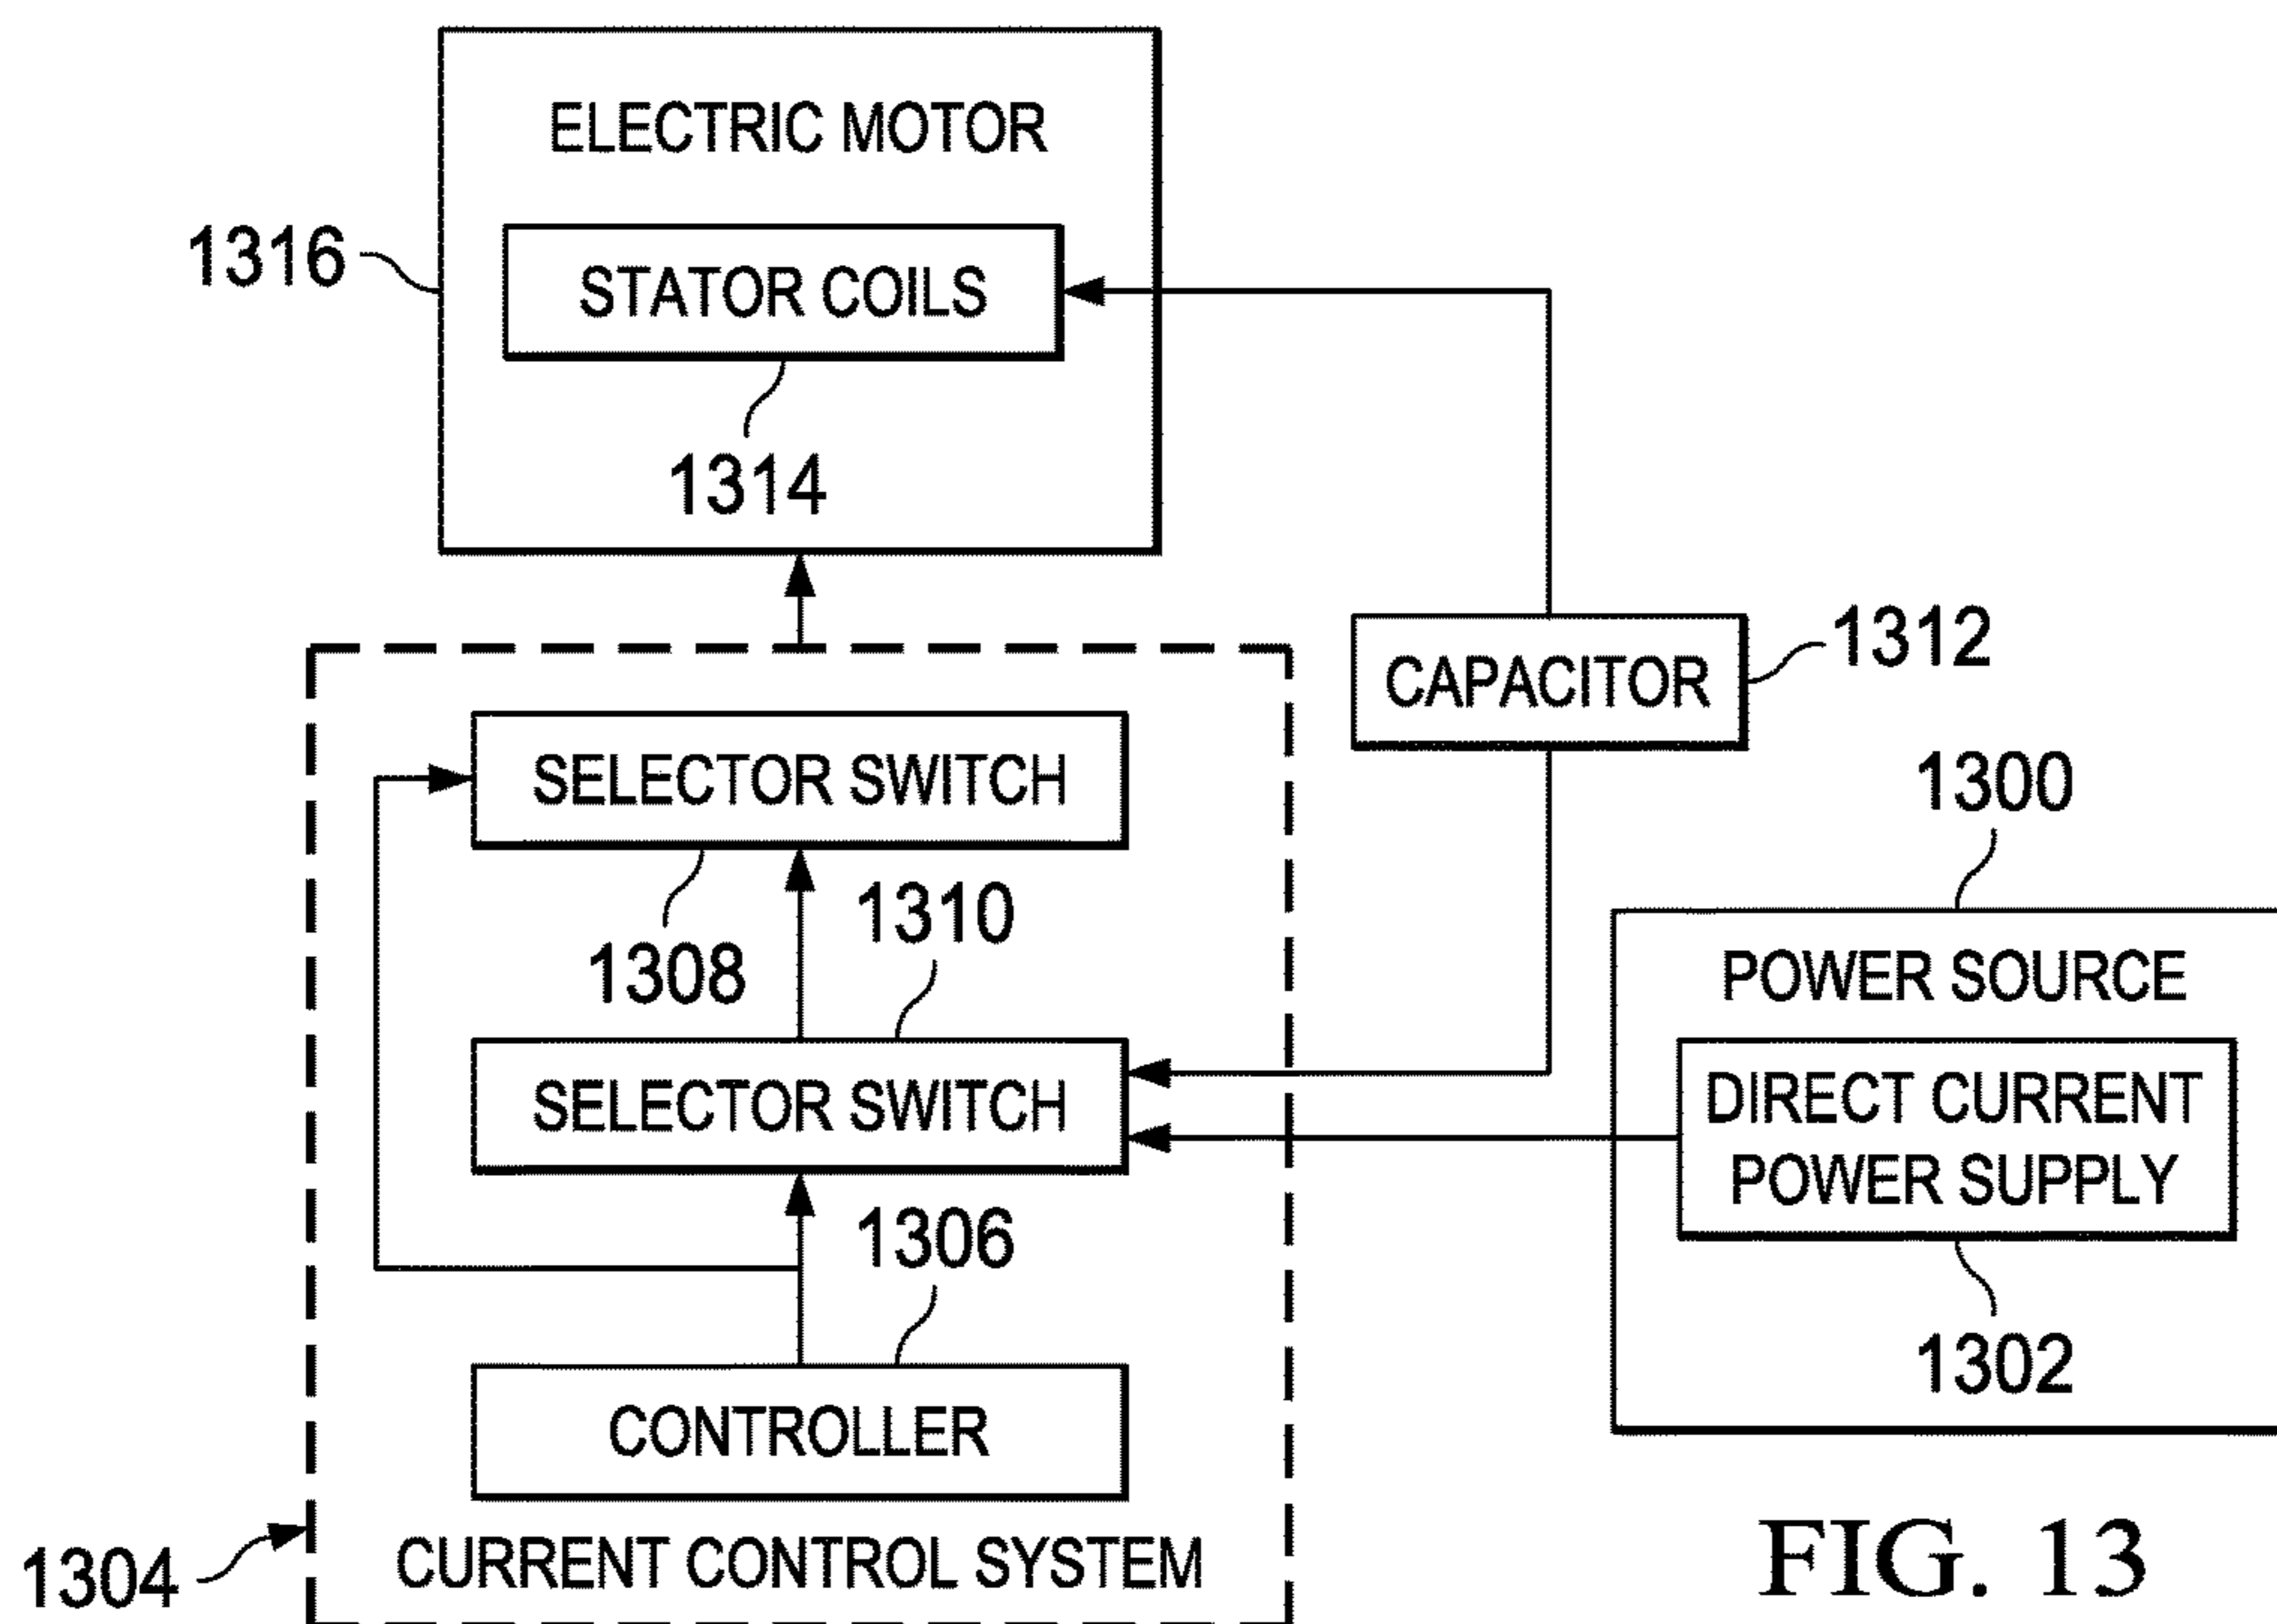 ELECTRIC MOTOR
1316
STATOR COILS
1314
1312
CAPACITOR
SELECTOR SWITCH
1300
1310
1308
POWER SOURCE
SELECTOR SWITCH
DIRECT CURRENT
POWER SUPPLY
1306
1302
CONTROLLER
1304
CURRENT CONTROL SYSTEM
FIG. 13